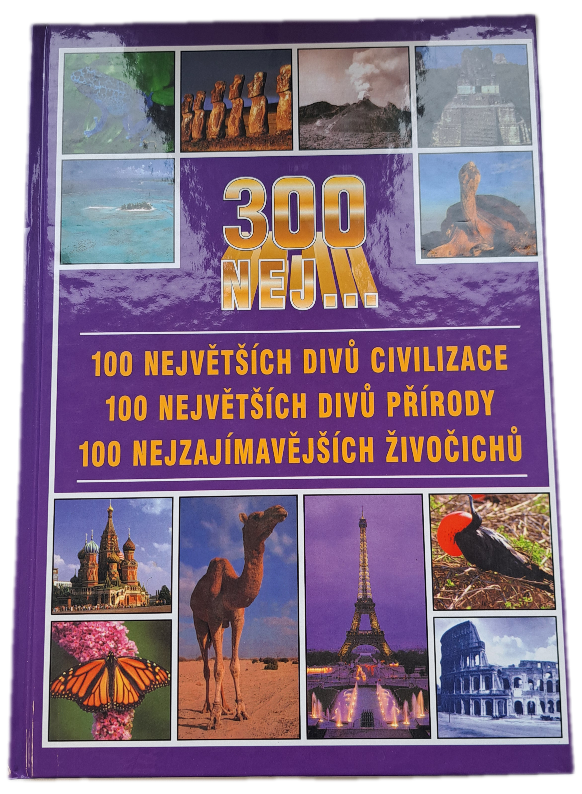 300
NEJ...
100 NEJVĚTŠÍCH DIVŮ CIVILIZACE
100 NEJVĚTŠÍCH DIVŮ PŘÍRODY
100 NEJZAJÍMAVĚJŠÍCH ŽIVOČICHŮ